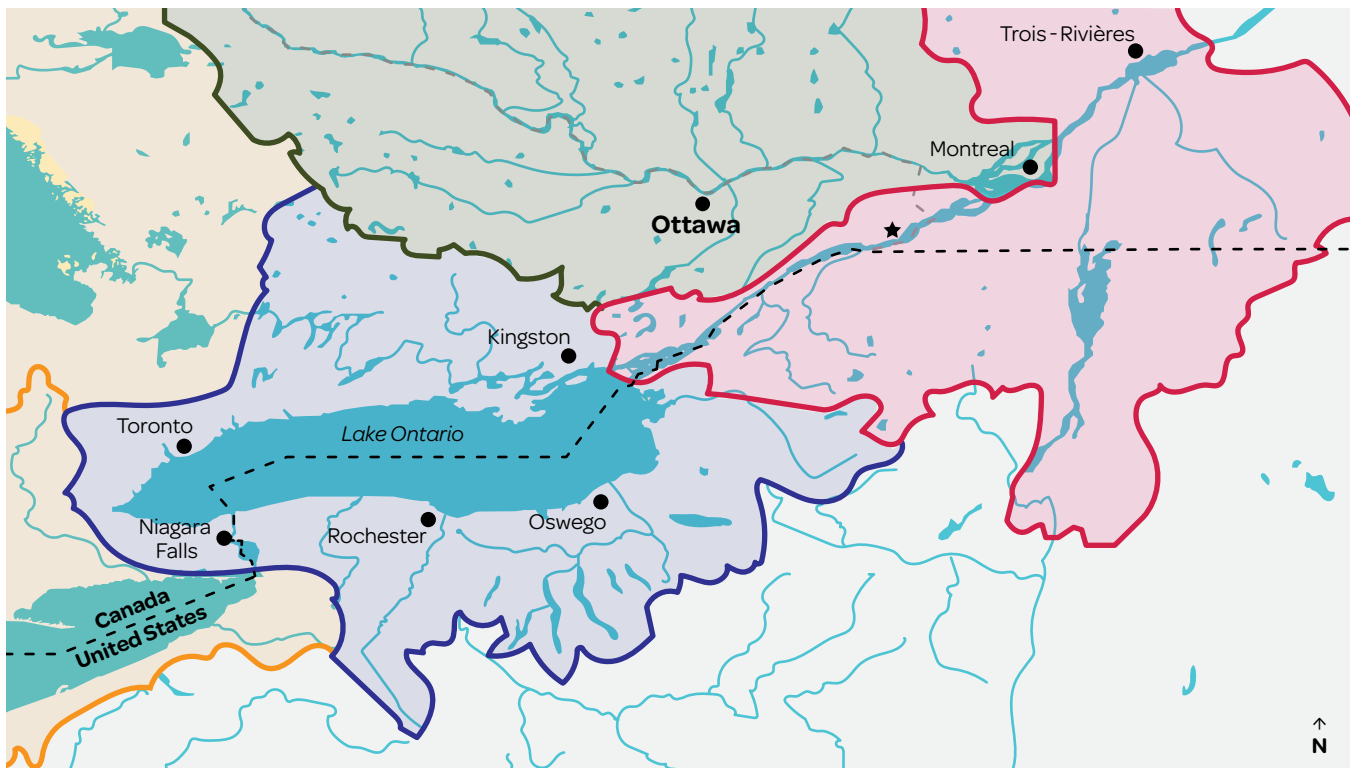 Trois-Rivières
Montreal
Ottawa
Kingston
Toronto
Lake Ontario
Niagara
Falls
Rochester
Oswego
Canada
United States
N